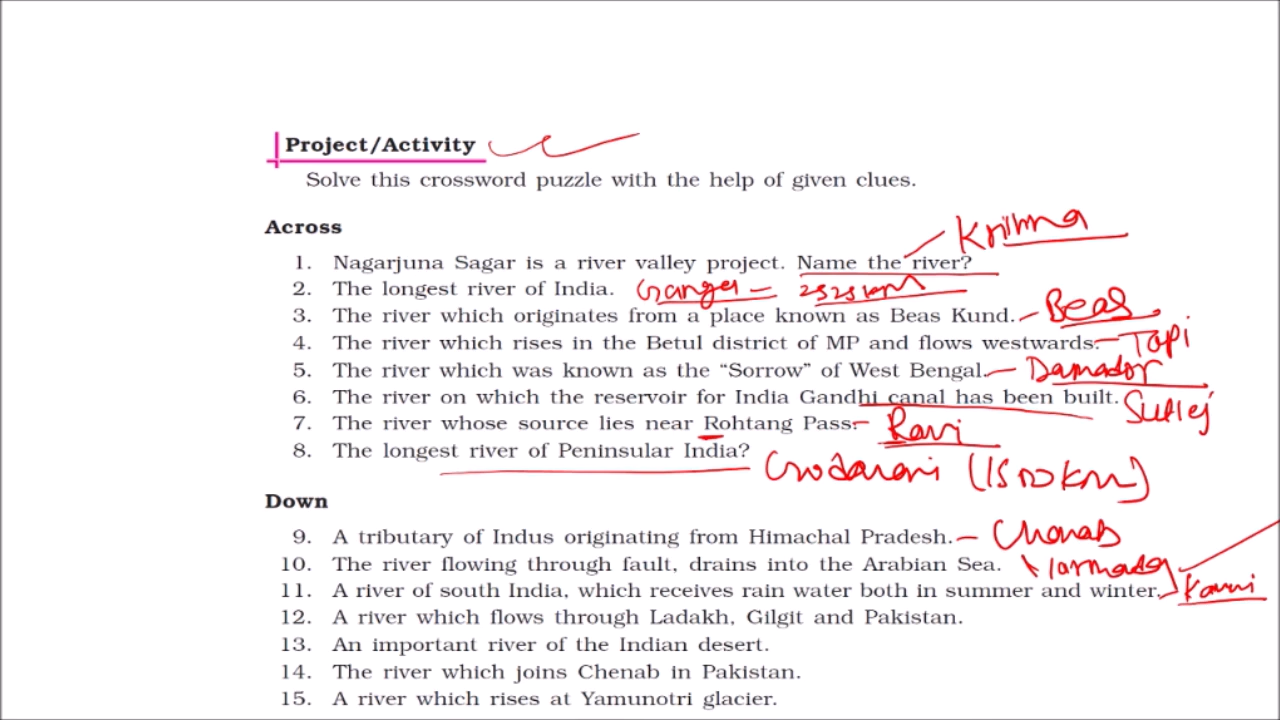 Project/Activity
Solve this crossword puzzle with the help of given clues.
Across
Krishna
1. Nagarjuna Sagar is a river valley project. Name the river?
2. The longest river of India. Ganges – 2525 km
3. The river which originates from a place known as Beas Kund. – Beas
4. The river which rises in the Betul district of MP and flows westwards. – Tapi
5. The river which was known as the “Sorrow” of West Bengal. – Damador
6. The river on which the reservoir for India Gandhi canal has been built. Sutlej
7. The river whose source lies near Rohtang Pass. – Ravi
8. The longest river of Peninsular India? Godavari (1500 km)
Down
9. A tributary of Indus originating from Himachal Pradesh. – Chenab
10. The river flowing through fault, drains into the Arabian Sea. Narmada
11. A river of south India, which receives rain water both in summer and winter. Kaveri
12. A river which flows through Ladakh, Gilgit and Pakistan.
13. An important river of the Indian desert.
14. The river which joins Chenab in Pakistan.
15. A river which rises at Yamunotri glacier.